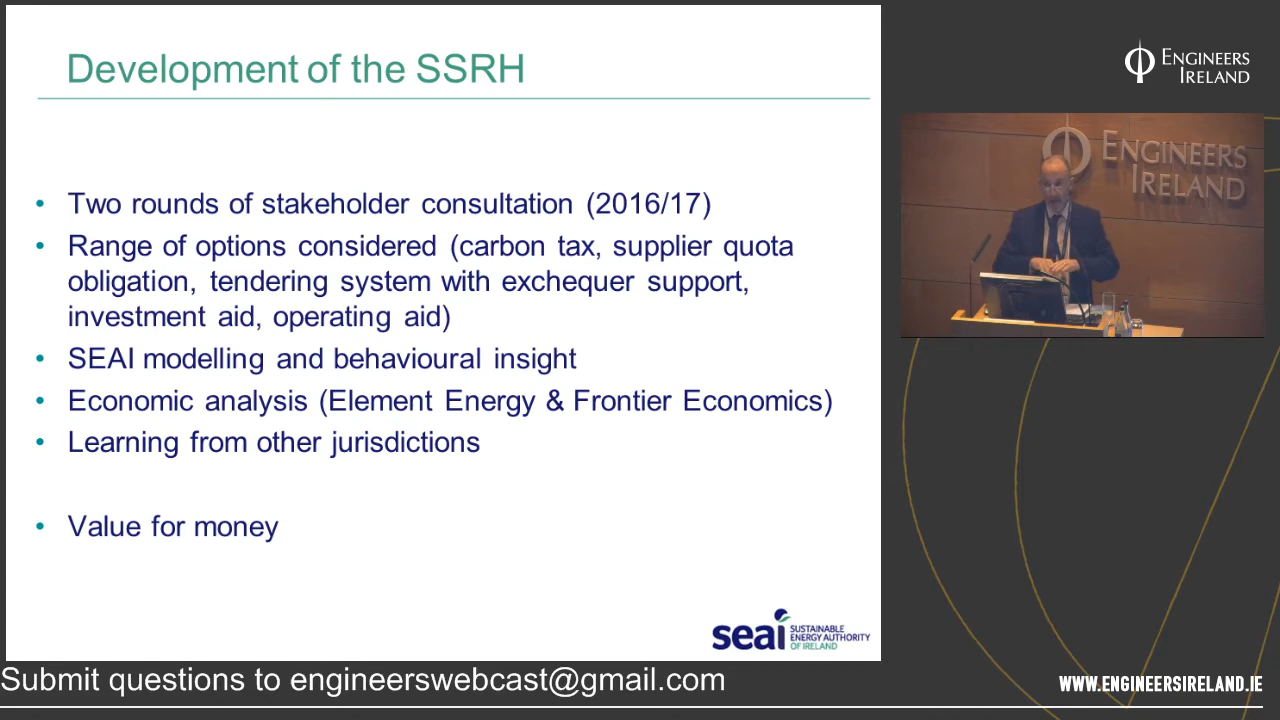 Development of the SSRH
• Two rounds of stakeholder consultation (2016/17)
• Range of options considered (carbon tax, supplier quota
obligation, tendering system with exchequer support,
investment aid, operating aid)
• SEAI modelling and behavioural insight
• Economic analysis (Element Energy & Frontier Economics)
• Learning from other jurisdictions
• Value for money
seai SUSTAINABLE
ENERGY AUTHORITY
OF IRELAND
ENGINEERS
IRELAND
ENGINEERS
IRELAND
Submit questions to engineerswebcast@gmail.com
WWW.ENGINEERSIRELAND.IE